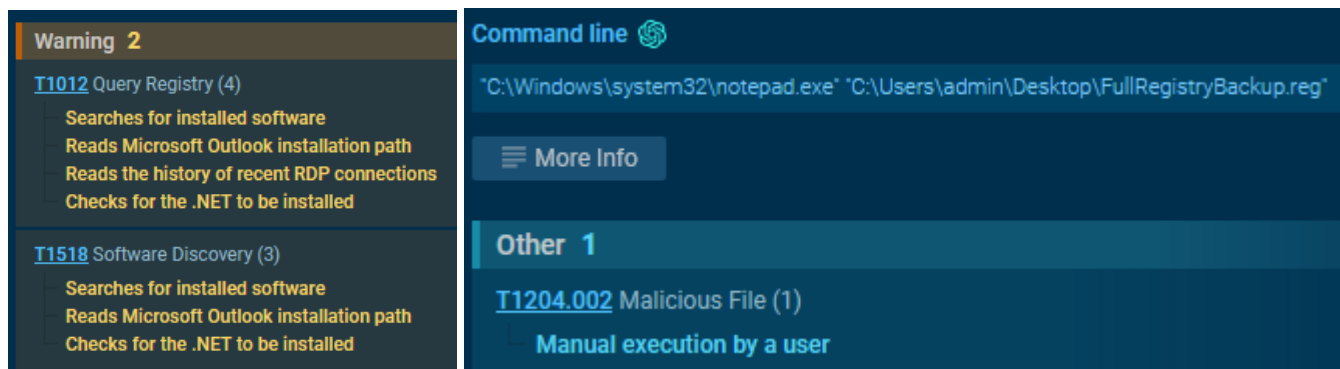 Warning 2
T1012 Query Registry (4)
Searches for installed software
Reads Microsoft Outlook installation path
Reads the history of recent RDP connections
Checks for the .NET to be installed
T1518 Software Discovery (3)
Searches for installed software
Reads Microsoft Outlook installation path
Checks for the .NET to be installed
Command line
"C:\Windows\system32\notepad.exe" "C:\Users\admin\Desktop\FullRegistryBackup.reg"
More Info
Other 1
T1204.002 Malicious File (1)
Manual execution by a user